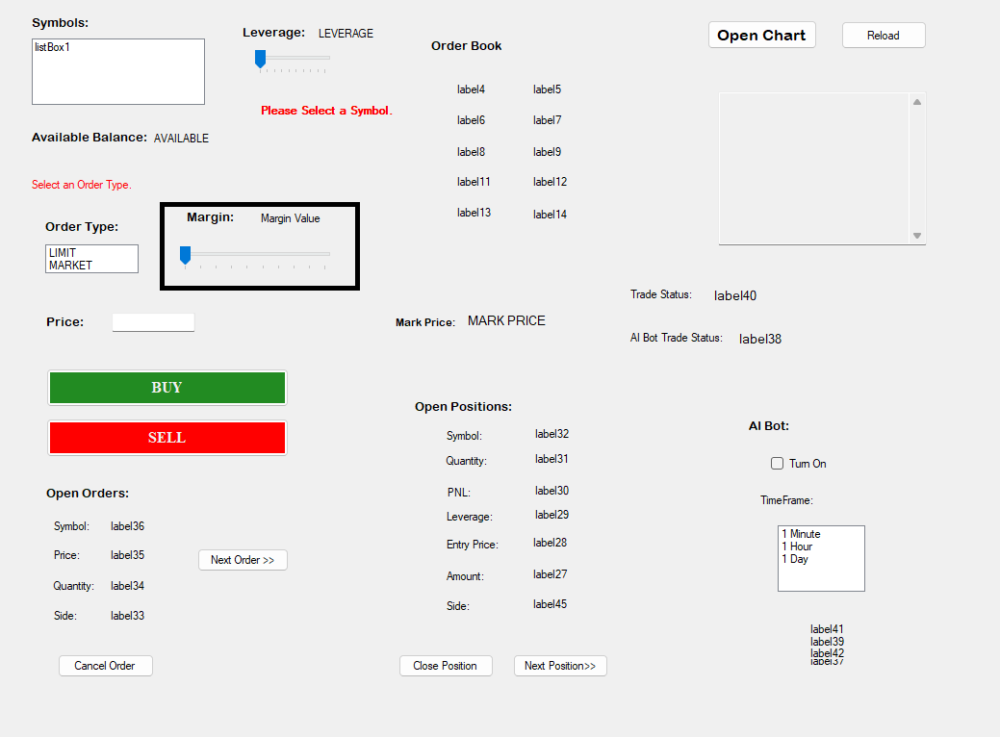 Symbols:
listBox1
Leverage: LEVERAGE
Please Select a Symbol.
Available Balance: AVAILABLE
Select an Order Type.
Order Type:
LIMIT
MARKET
Margin: Margin Value
Price:
BUY
SELL
Open Orders:
Symbol: label36
Price: label35
Quantity: label34
Side: label33
Next Order >>
Cancel Order
Order Book
label4 label5
label6 label7
label8 label9
label11 label12
label13 label14
Mark Price: MARK PRICE
Open Positions:
Symbol: label32
Quantity: label31
PNL: label30
Leverage: label29
Entry Price: label28
Amount: label27
Side: label45
Close Position
Next Position>>
Open Chart
Reload
Trade Status: label40
AI Bot Trade Status: label38
AI Bot:
Turn On
TimeFrame:
1 Minute
1 Hour
1 Day
label41
label39
label42
label37